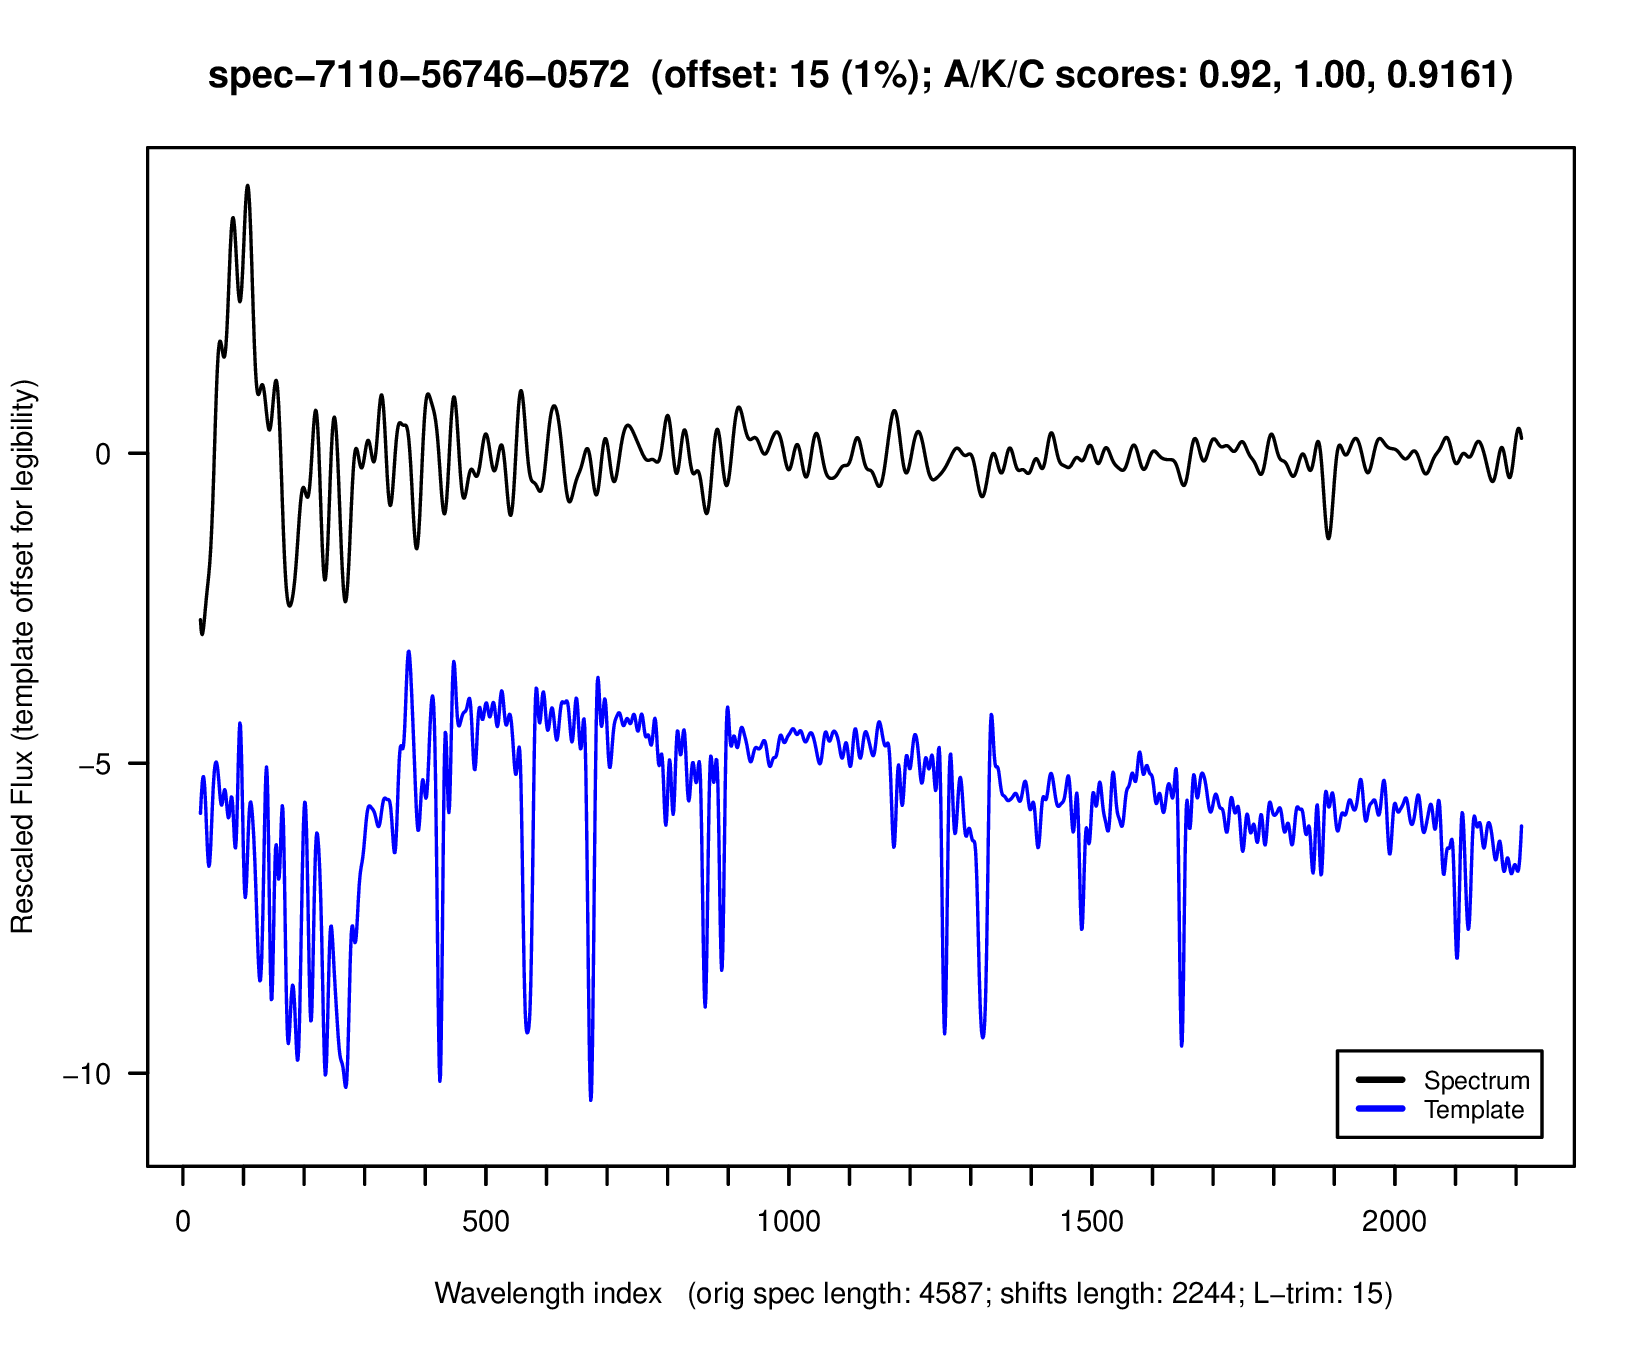 spec−7110−56746−0572 (offset: 15 (1%); A/K/C scores: 0.92, 1.00, 0.9161)
Rescaled Flux (template offset for legibility)
0
−5
−10
Spectrum
Template
0 500 1000 1500 2000
Wavelength index (orig spec length: 4587; shifts length: 2244; L−trim: 15)